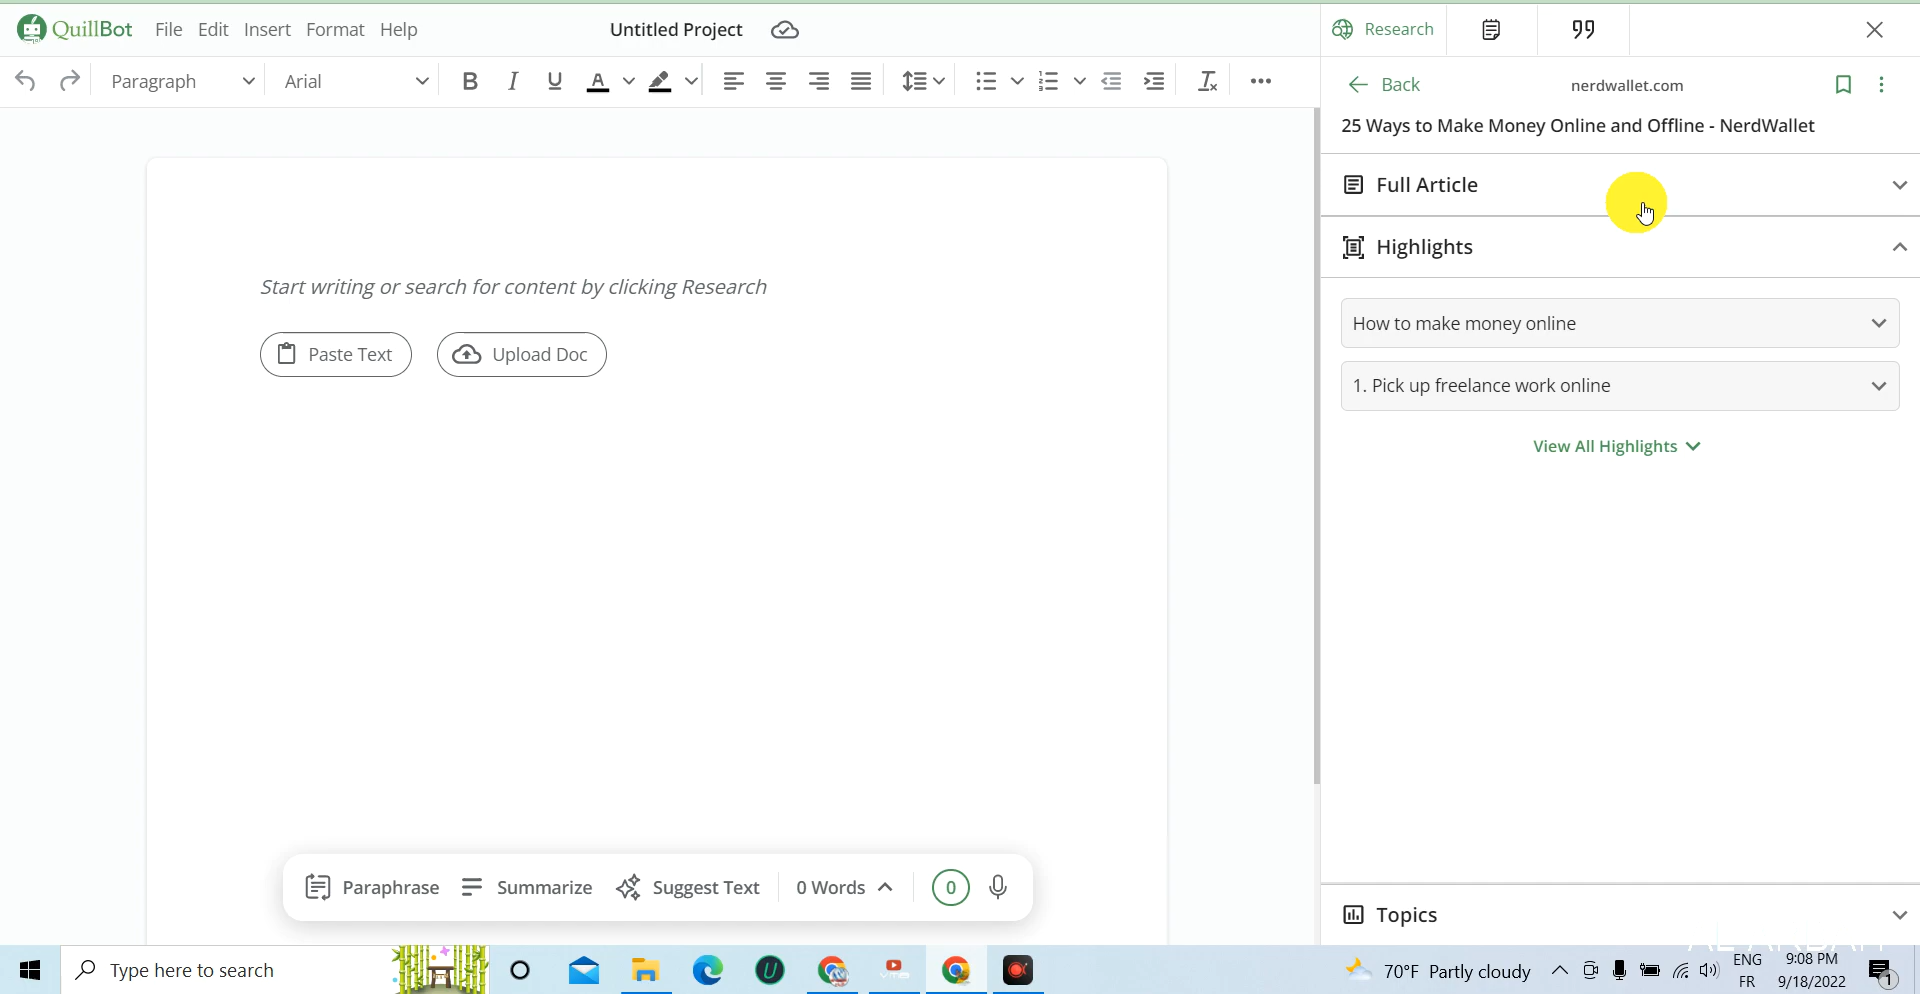 QuillBot File Edit Insert Format Help Untitled Project Research
Paragraph Arial B I U A
Back nerdwallet.com
25 Ways to Make Money Online and Offline - NerdWallet
Full Article
Highlights
Start writing or search for content by clicking Research
Paste Text Upload Doc
How to make money online
1. Pick up freelance work online
View All Highlights
Paraphrase Summarize Suggest Text 0 Words 0
Topics
Type here to search
70°F Partly cloudy
ENG
FR
9:08 PM
9/18/2022
1